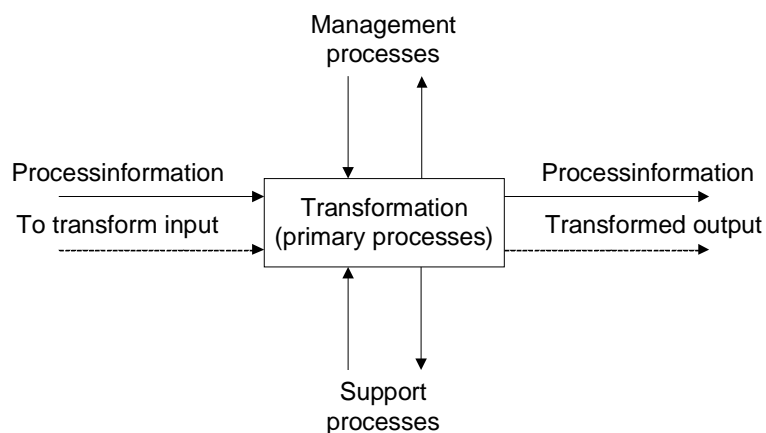 Management
processes
Processinformation
Processinformation
To transform input
Transformation
(primary processes)
Transformed output
Support
processes